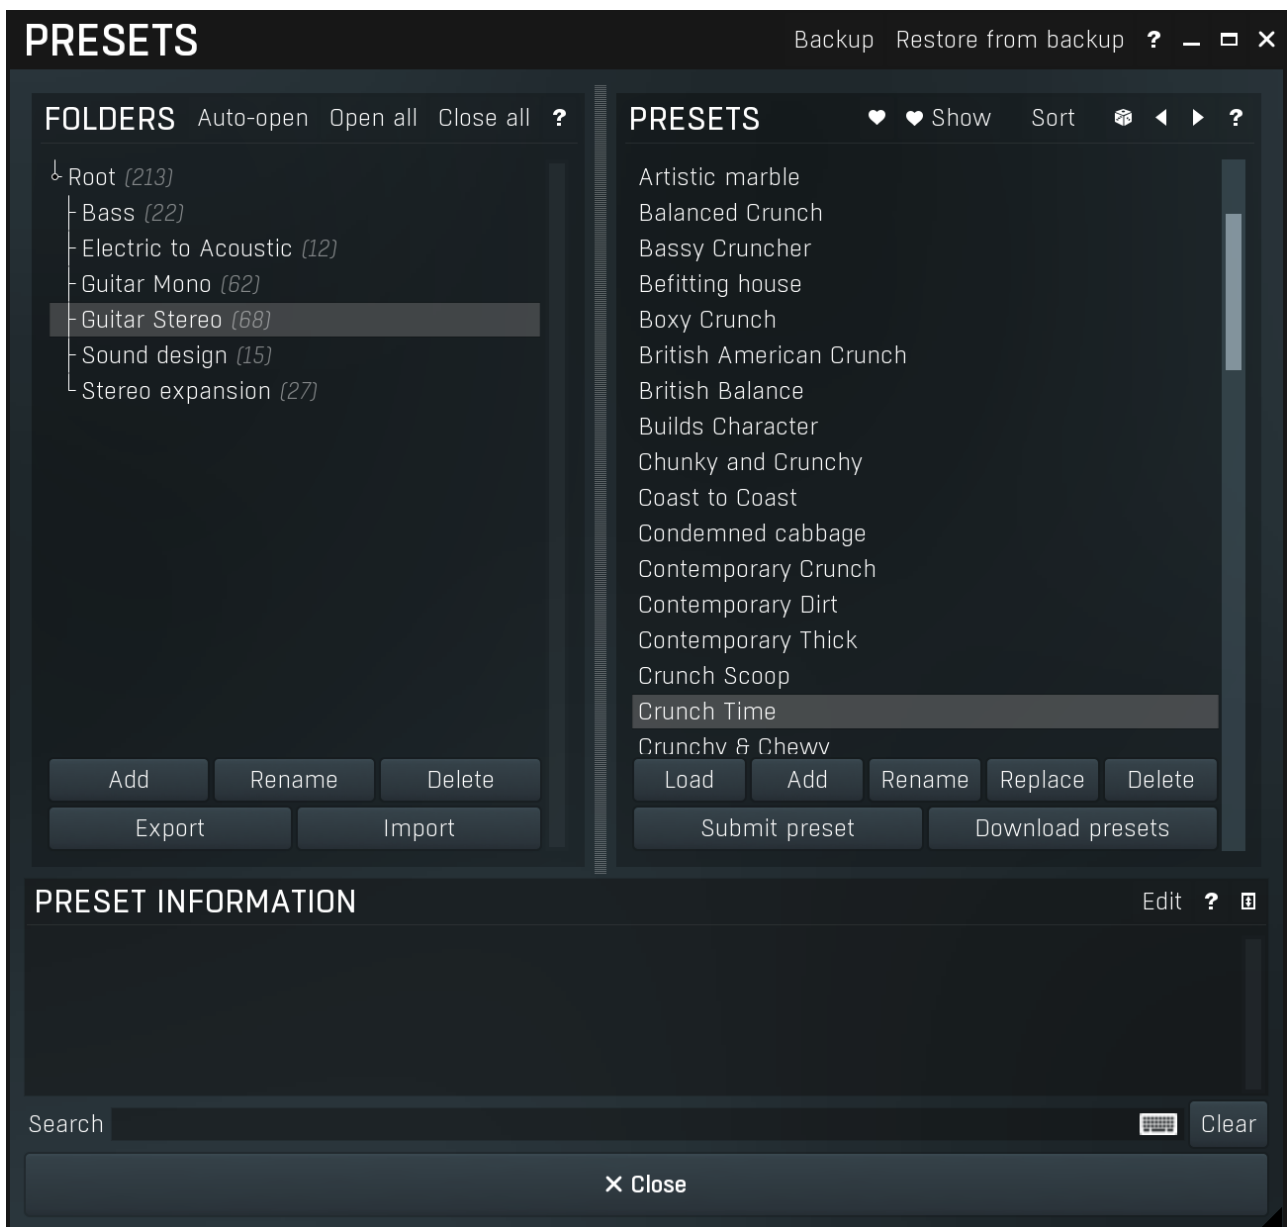 PRESETS Backup Restore from backup ?
FOLDERS Auto-open Open all Close all ?
Root (213)
Bass (22)
Electric to Acoustic (12)
Guitar Mono (62)
Guitar Stereo (68)
Sound design (15)
Stereo expansion (27)
Add Rename Delete
Export Import
PRESETS Show Sort ?
Artistic marble
Balanced Crunch
Bassy Cruncher
Befitting house
Boxy Crunch
British American Crunch
British Balance
Builds Character
Chunky and Crunchy
Coast to Coast
Condemned cabbage
Contemporary Crunch
Contemporary Dirt
Contemporary Thick
Crunch Scoop
Crunch Time
Crunchy & Chewy
Load Add Rename Replace Delete
Submit preset Download presets
PRESET INFORMATION Edit ?
Search Clear
Close